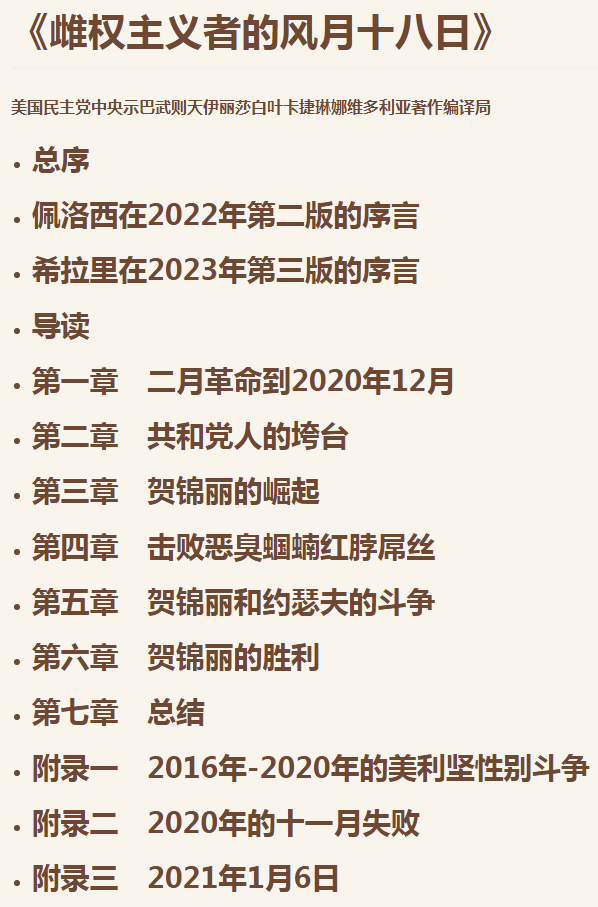 《雌权主义者的风月十八日》
美国民主党中央示巴武则天伊丽莎白叶卡捷琳娜维多利亚著作编译局
• 总序
• 佩洛西在2022年第二版的序言
• 希拉里在2023年第三版的序言
• 导读
• 第一章　二月革命到2020年12月
• 第二章　共和党人的垮台
• 第三章　贺锦丽的崛起
• 第四章　击败恶臭蝈蝻红脖屌丝
• 第五章　贺锦丽和约瑟夫的斗争
• 第六章　贺锦丽的胜利
• 第七章　总结
• 附录一　2016年-2020年的美利坚性别斗争
• 附录二　2020年的十一月失败
• 附录三　2021年1月6日